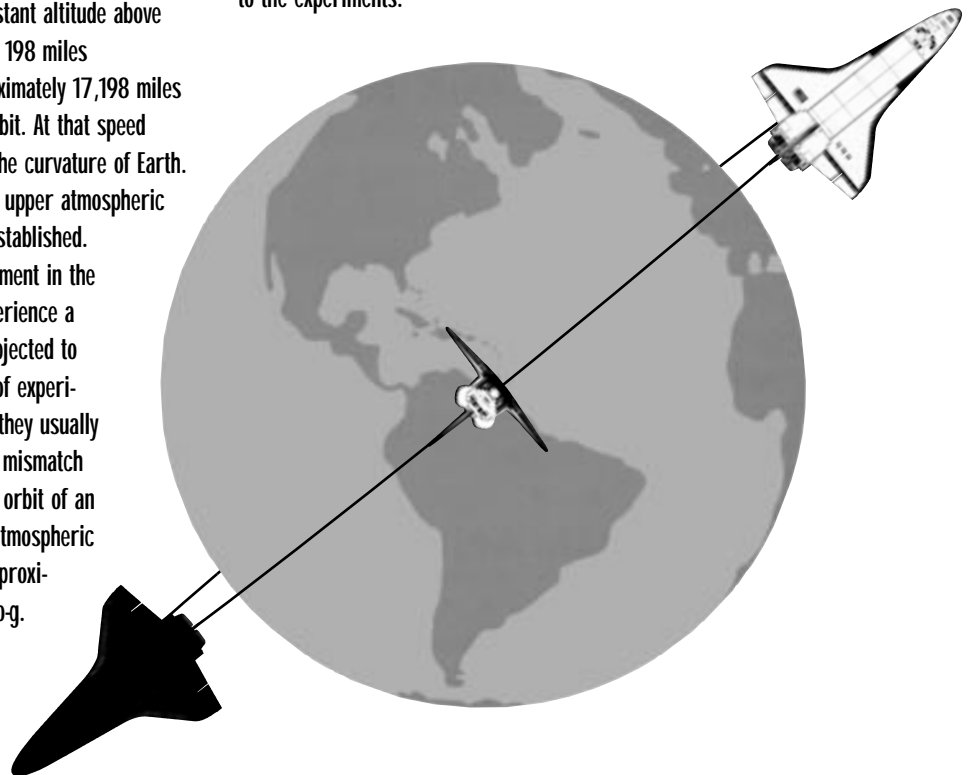 stant altitude above
198 miles
ximately 17,198 miles
bit. At that speed
he curvature of Earth.
upper atmospheric
stablished.
ment in the
erience a
jected to
of experi-
they usually
mismatch
orbit of an
tmospheric
proxi-
o-g.
to the experiments.